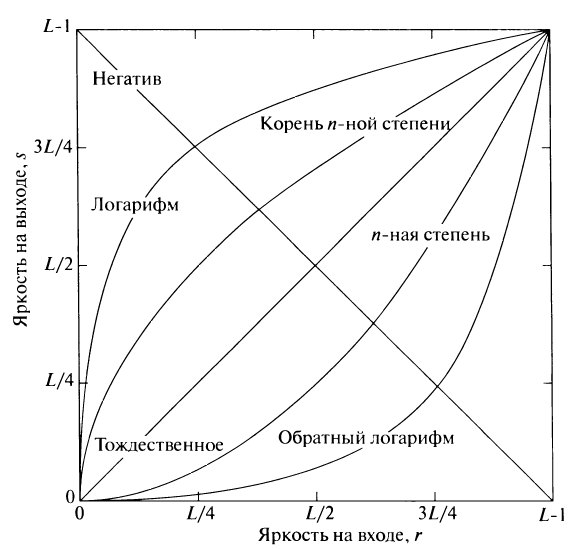 L-1
Негатив
Корень n-ной степени
3L/4
Логарифм
n-ная степень
L/2
L/4
Обратный логарифм
Тождественное
0
0
L/4
L/2
3L/4
L-1
Яркость на входе, r
Яркость на выходе, s